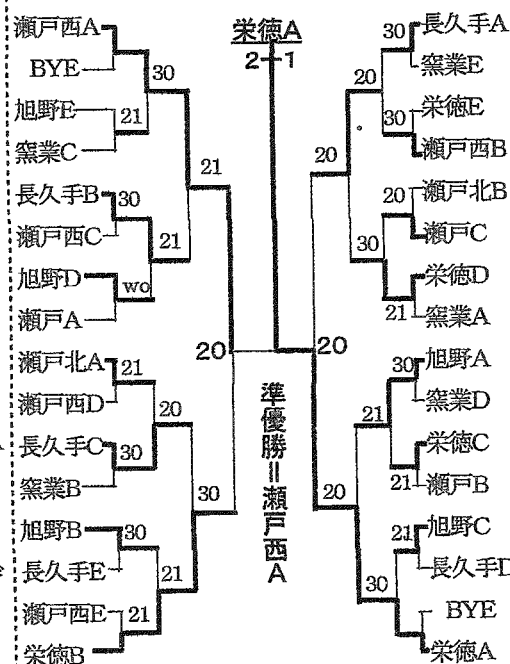 栄徳A
2 1
瀬戸西A
BYE
30
旭野E
21
窯業C
21
長久手B
30
瀬戸西C
21
旭野D
wo
瀬戸A
20
瀬戸北A
21
瀬戸西D
20
長久手C
30
窯業B
30
旭野B
30
長久手E
21
瀬戸西E
21
栄徳B
準優勝=瀬戸西A
長久手A
30
窯業E
20
栄徳E
30
瀬戸西B
20
瀬戸北B
20
瀬戸C
30
栄徳D
21
窯業A
20
旭野A
30
窯業D
21
栄徳C
21
瀬戸B
20
旭野C
21
長久手D
30
BYE
栄徳A